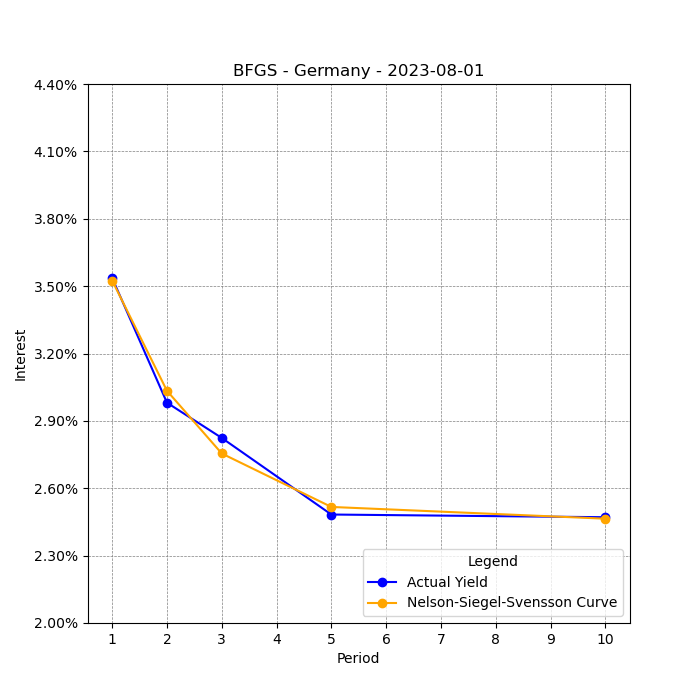 BFGS - Germany - 2023-08-01
4.40%
4.10%
3.80%
3.50%
3.20%
2.90%
2.60%
2.30%
2.00%
Interest
Legend
Actual Yield
Nelson-Siegel-Svensson Curve
1 2 3 4 5 6 7 8 9 10
Period